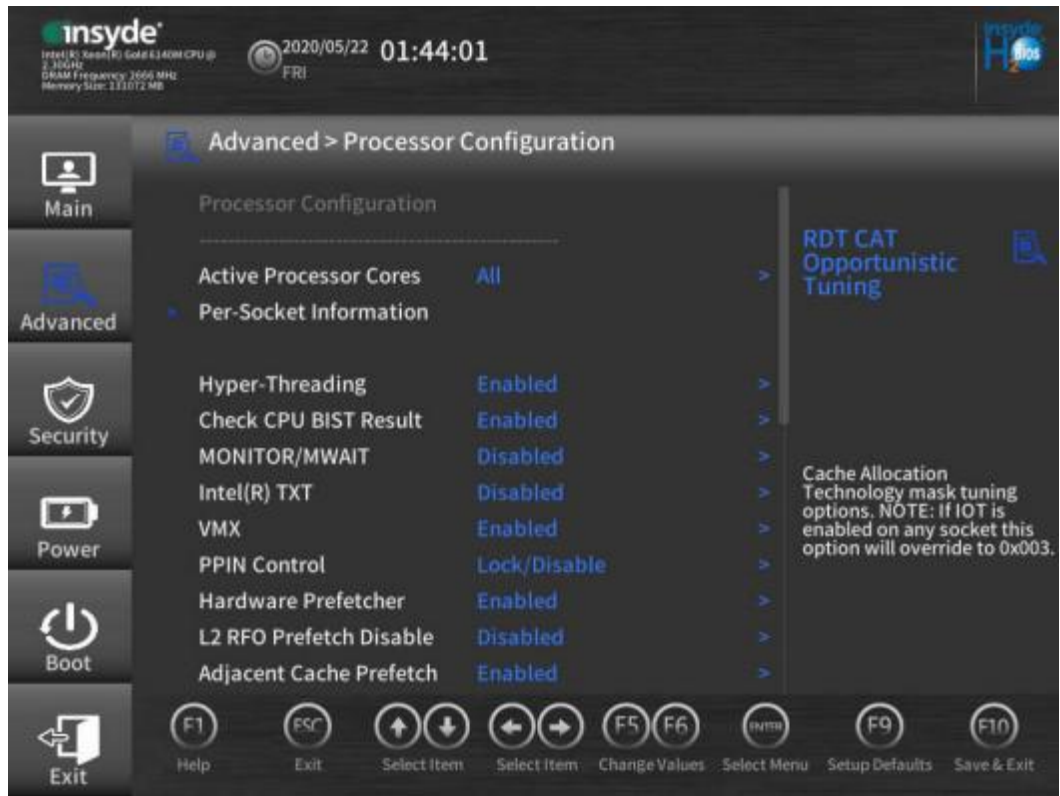 insyde®
Intel(R) Xeon(R) Gold 6140M CPU @
2.30GHz
DRAM Frequency: 2666 MHz
Memory Size: 131072 MB
2020/05/22 01:44:01
FRI
insyde
H2O Bios
Main
Advanced
Security
Power
Boot
Exit
Advanced > Processor Configuration
Processor Configuration
--------------------------------------------------------------
Active Processor Cores All >
Per-Socket Information
Hyper-Threading Enabled >
Check CPU BIST Result Enabled >
MONITOR/MWAIT Disabled >
Intel(R) TXT Disabled >
VMX Enabled >
PPIN Control Lock/Disable >
Hardware Prefetcher Enabled >
L2 RFO Prefetch Disable Disabled >
Adjacent Cache Prefetch Enabled >
RDT CAT
Opportunistic
Tuning
Cache Allocation
Technology mask tuning
options. NOTE: If IOT is
enabled on any socket this
option will override to 0x003.
F1 Help
ESC Exit
Select Item
Select Item
F5 F6 Change Values
ENTER Select Menu
F9 Setup Defaults
F10 Save & Exit